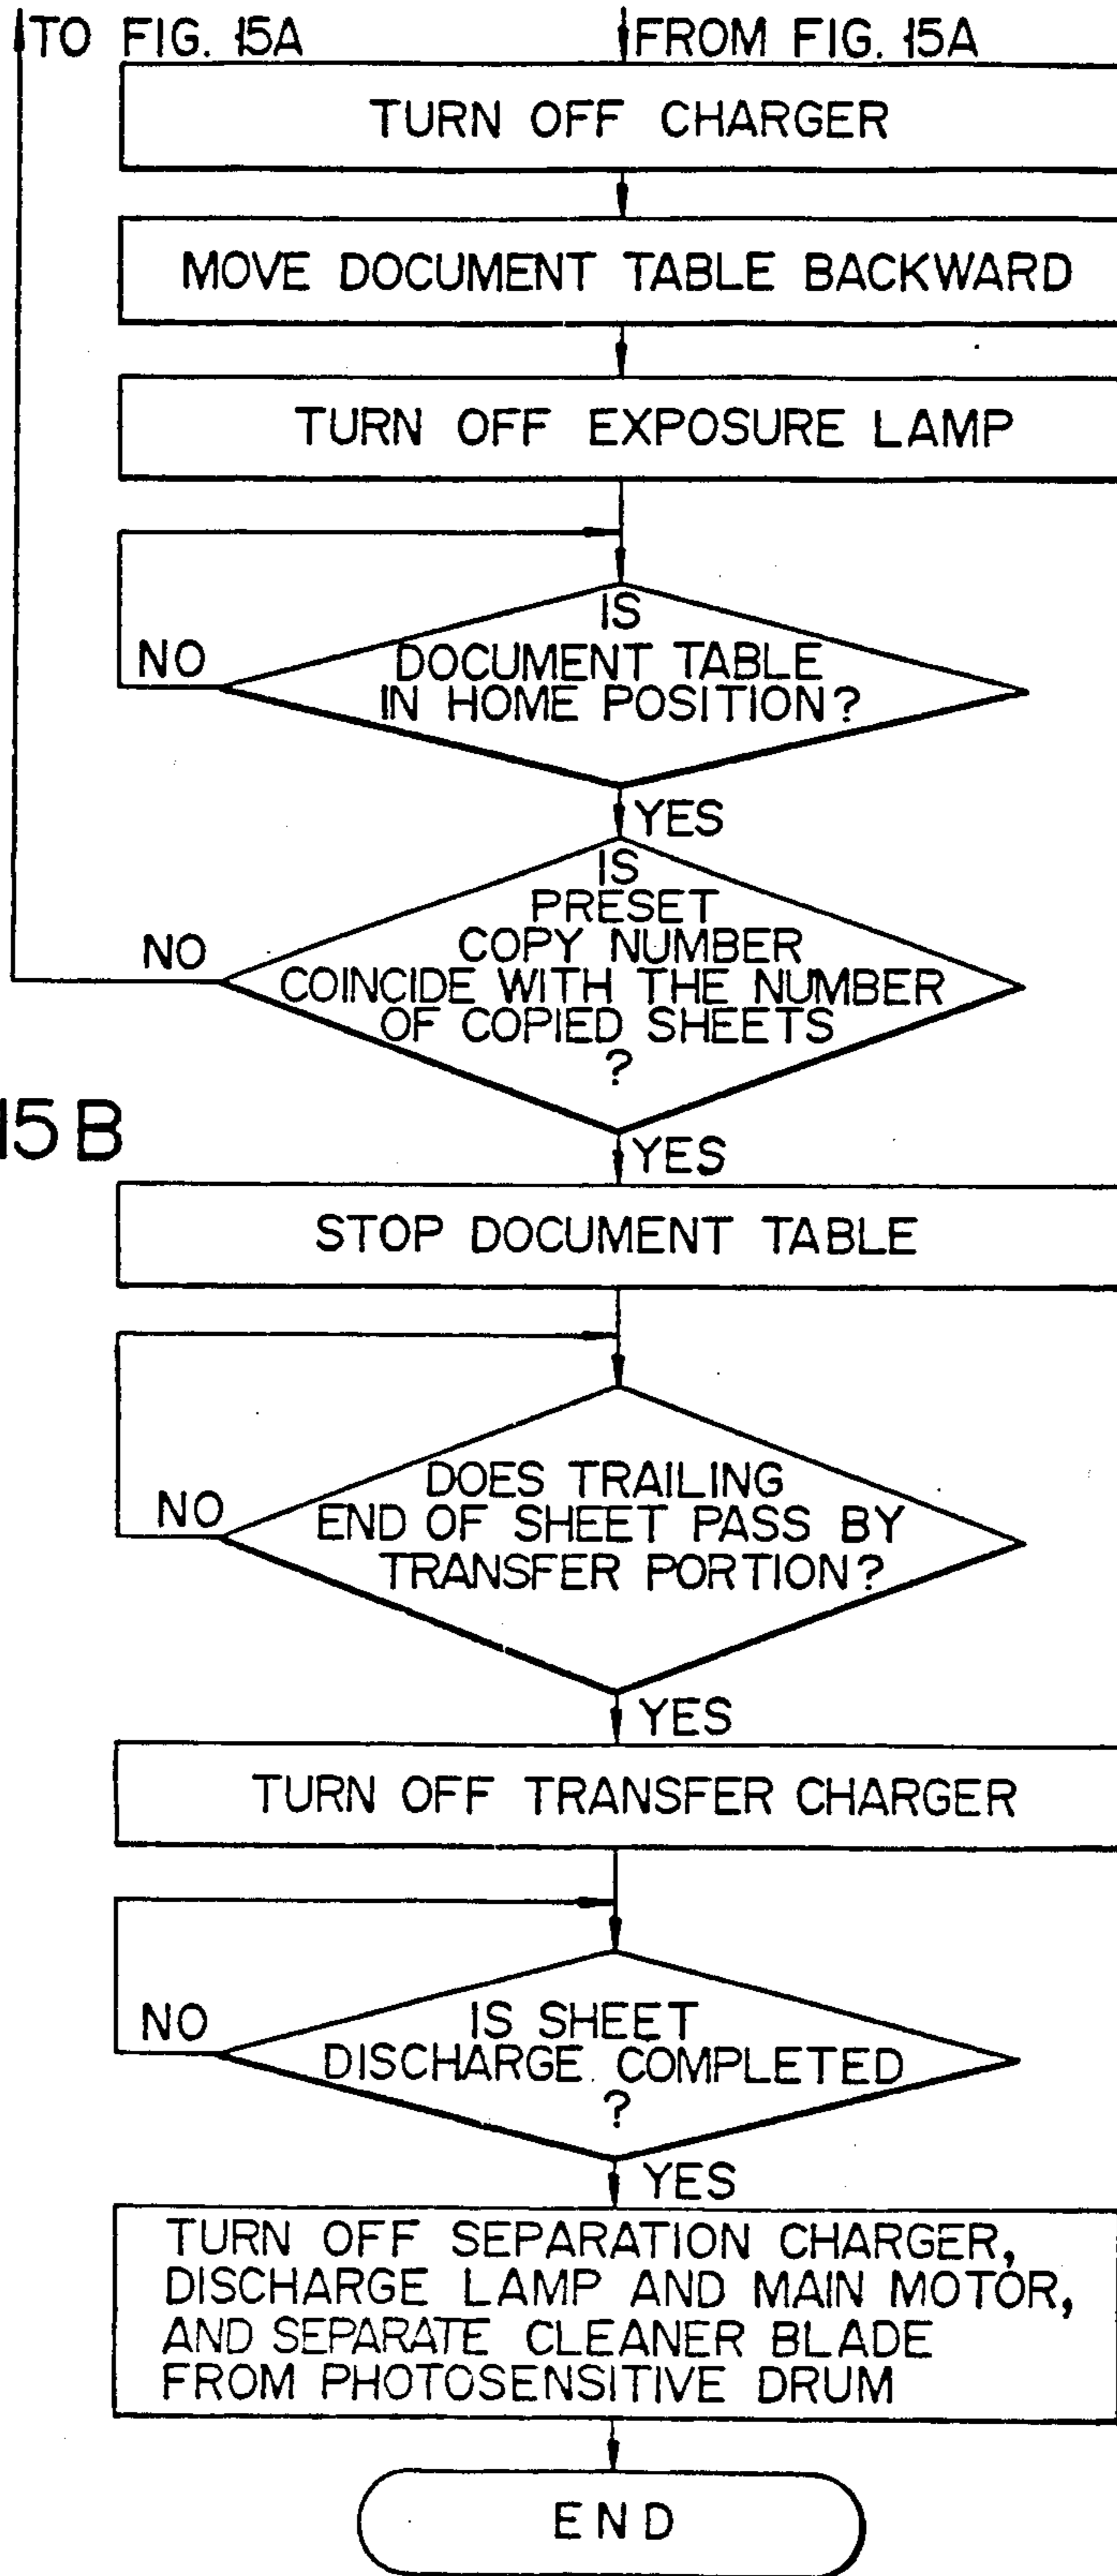 TO FIG. 15A
FROM FIG. 15A
TURN OFF CHARGER
MOVE DOCUMENT TABLE BACKWARD
TURN OFF EXPOSURE LAMP
IS
DOCUMENT TABLE
IN HOME POSITION?
NO
YES
IS
PRESET
COPY NUMBER
COINCIDE WITH THE NUMBER
OF COPIED SHEETS
?
NO
15B
YES
STOP DOCUMENT TABLE
DOES TRAILING
END OF SHEET PASS BY
TRANSFER PORTION?
NO
YES
TURN OFF TRANSFER CHARGER
IS SHEET
DISCHARGE COMPLETED
?
NO
YES
TURN OFF SEPARATION CHARGER,
DISCHARGE LAMP AND MAIN MOTOR,
AND SEPARATE CLEANER BLADE
FROM PHOTOSENSITIVE DRUM
END